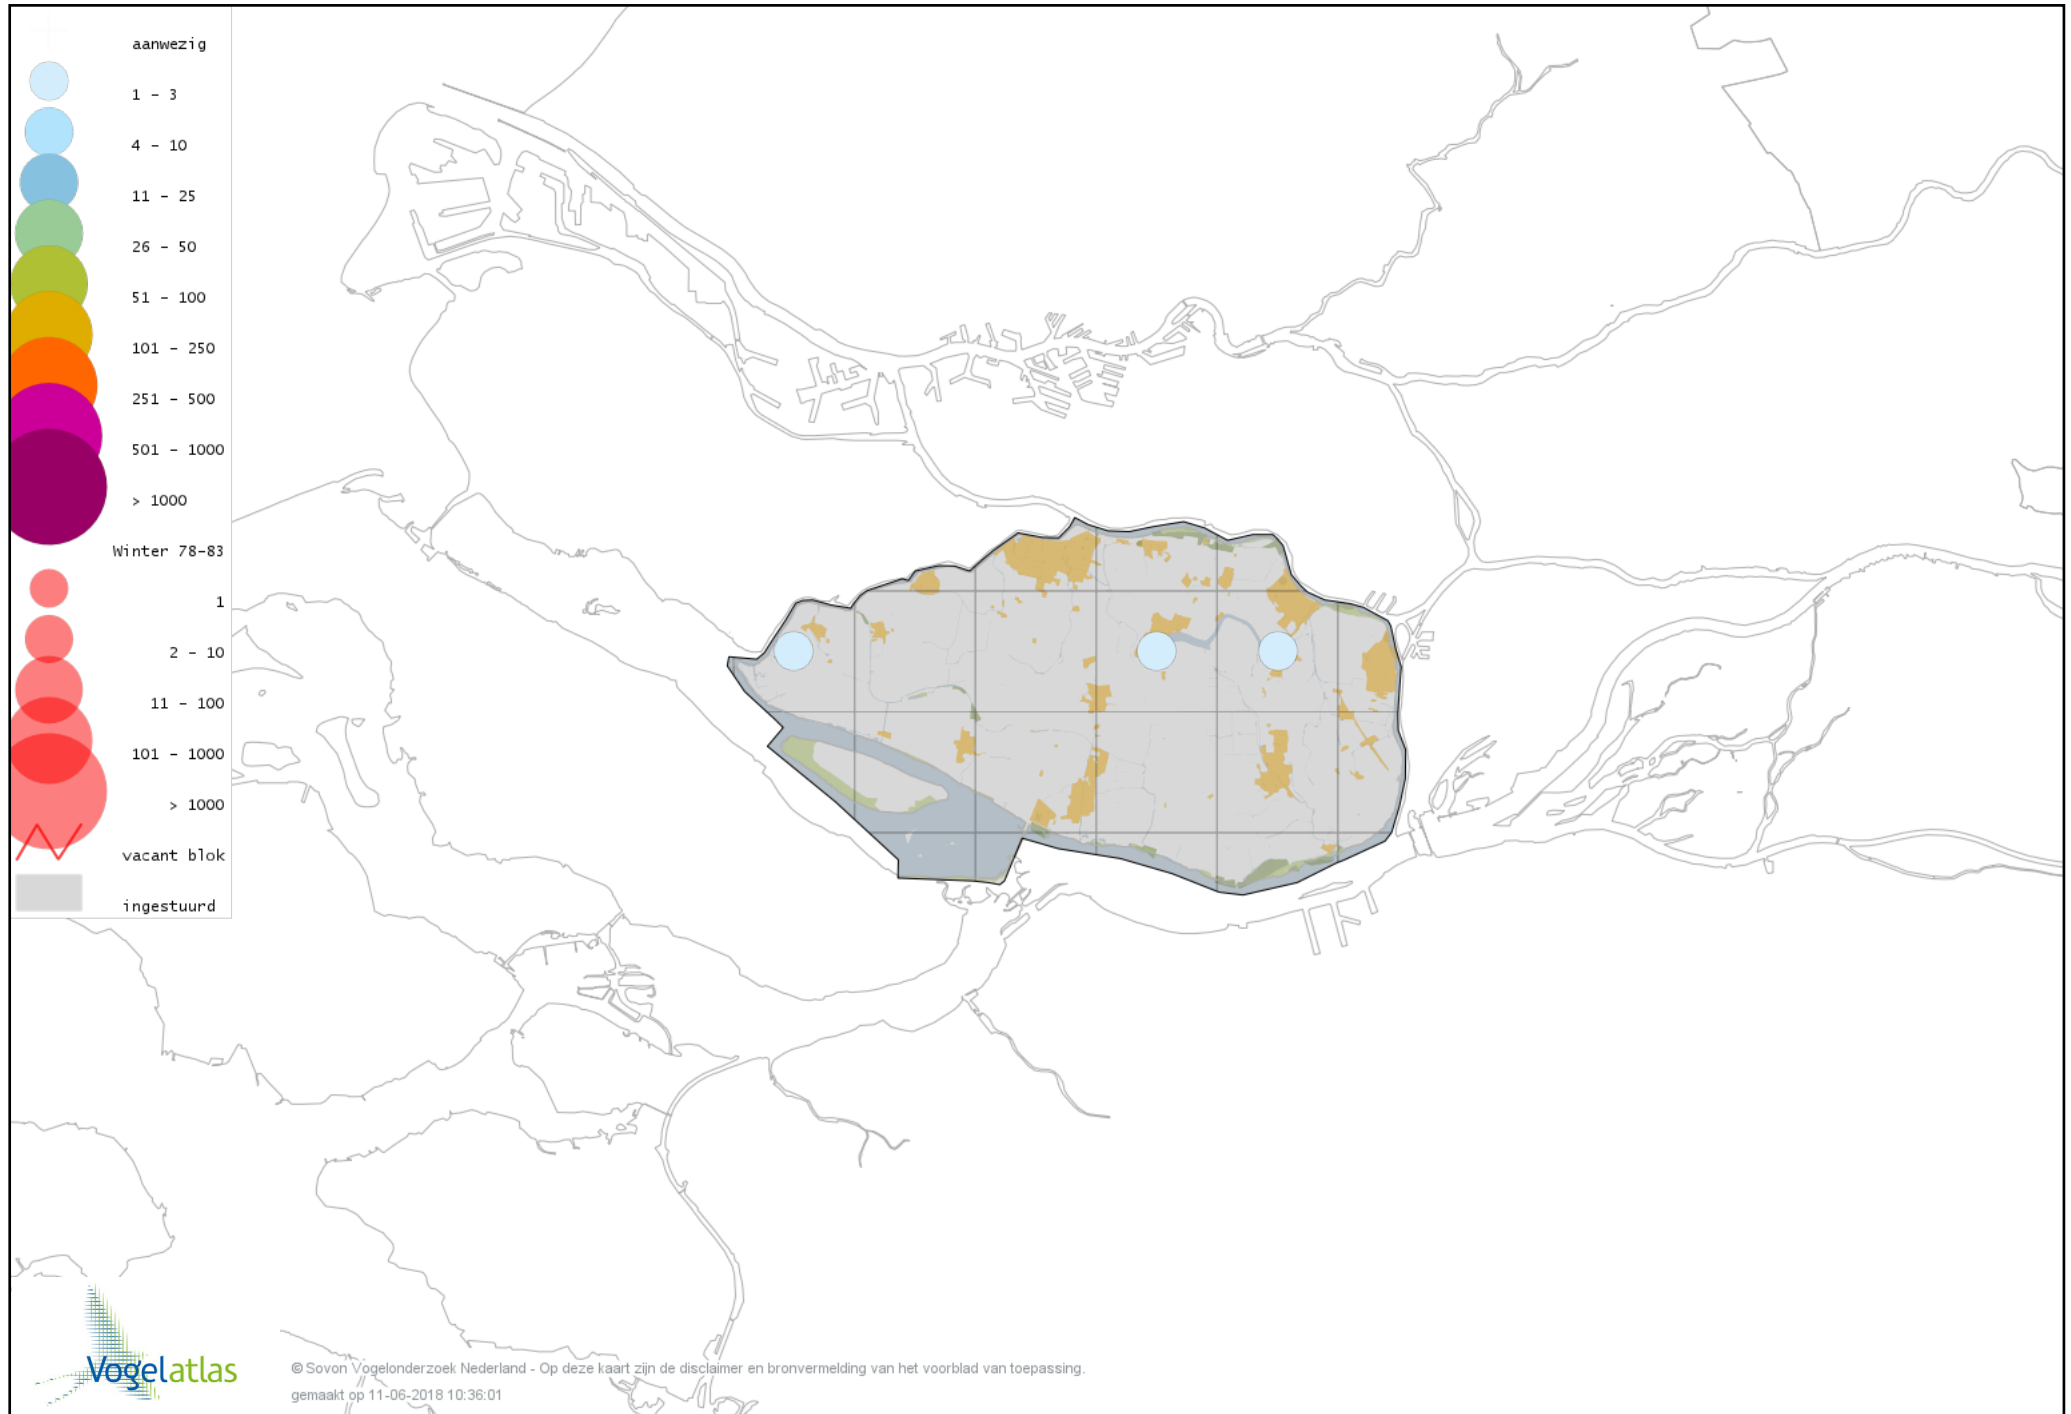 aanwezig
1 - 3
4 - 10
11 - 25
26 - 50
51 - 100
101 - 250
251 - 500
501 - 1000
> 1000
Winter 78-83
1
2 - 10
11 - 100
101 - 1000
> 1000
vacant blok
ingestuurd
Vogelatlas
© Sovon Vogelonderzoek Nederland - Op deze kaart zijn de disclaimer en bronvermelding van het voorblad van toepassing.
gemaakt op 11-06-2018 10:36:01